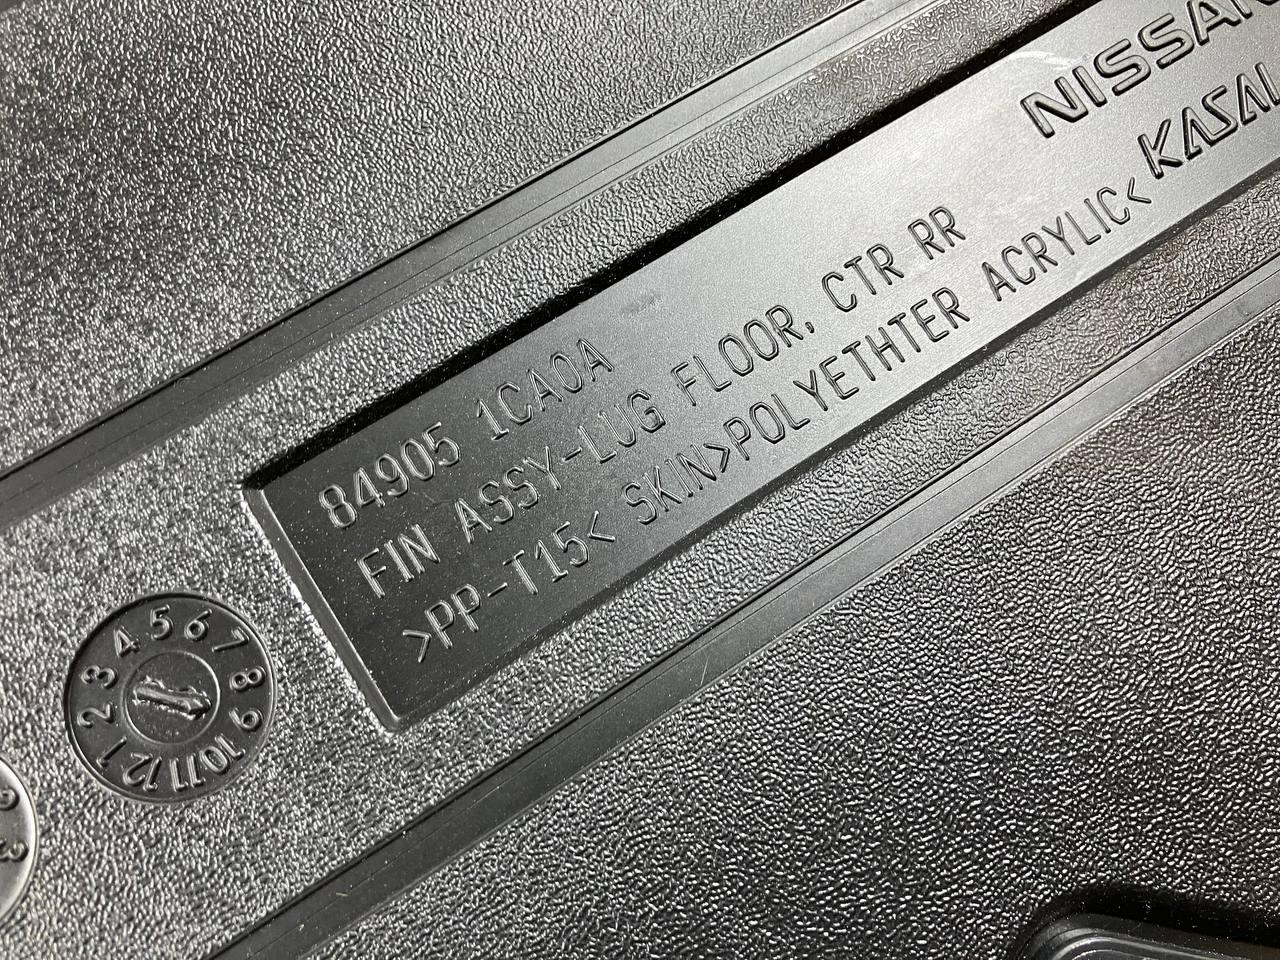 NISSAN
KASAI
84905 1CA0A
FIN ASSY-LUG FLOOR, CTR RR
>PP-T15< SKIN>POLYETHTER ACRYLIC<
1 2 3 4 5 6 7 8 9 10 11 12